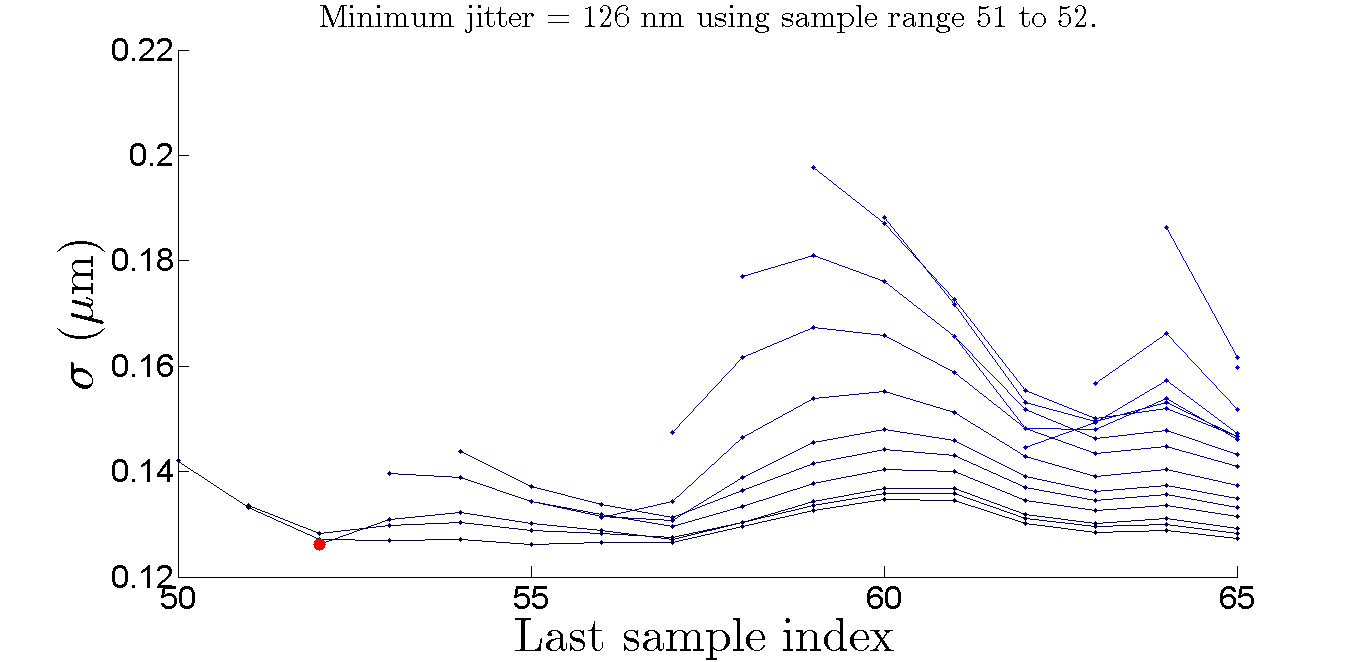 Minimum jitter = 126 nm using sample range 51 to 52.
0.22
0.2
0.18
0.16
0.14
0.12
σ (μm)
50 55 60 65
Last sample index